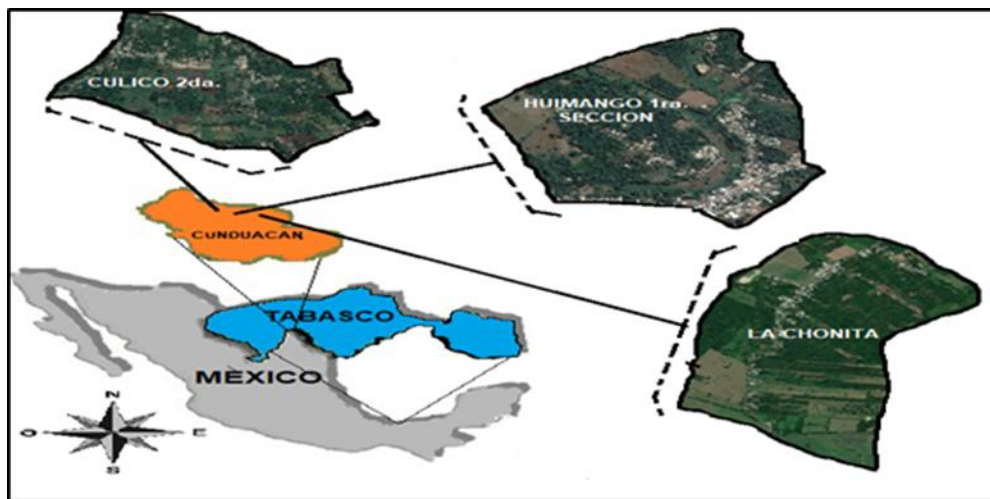 CULICO 2da.
HUIMANGO 1ra.
SECCION
CUNDUACAN
TABASCO
LA CHONITA
MEXICO
N
O
E
S